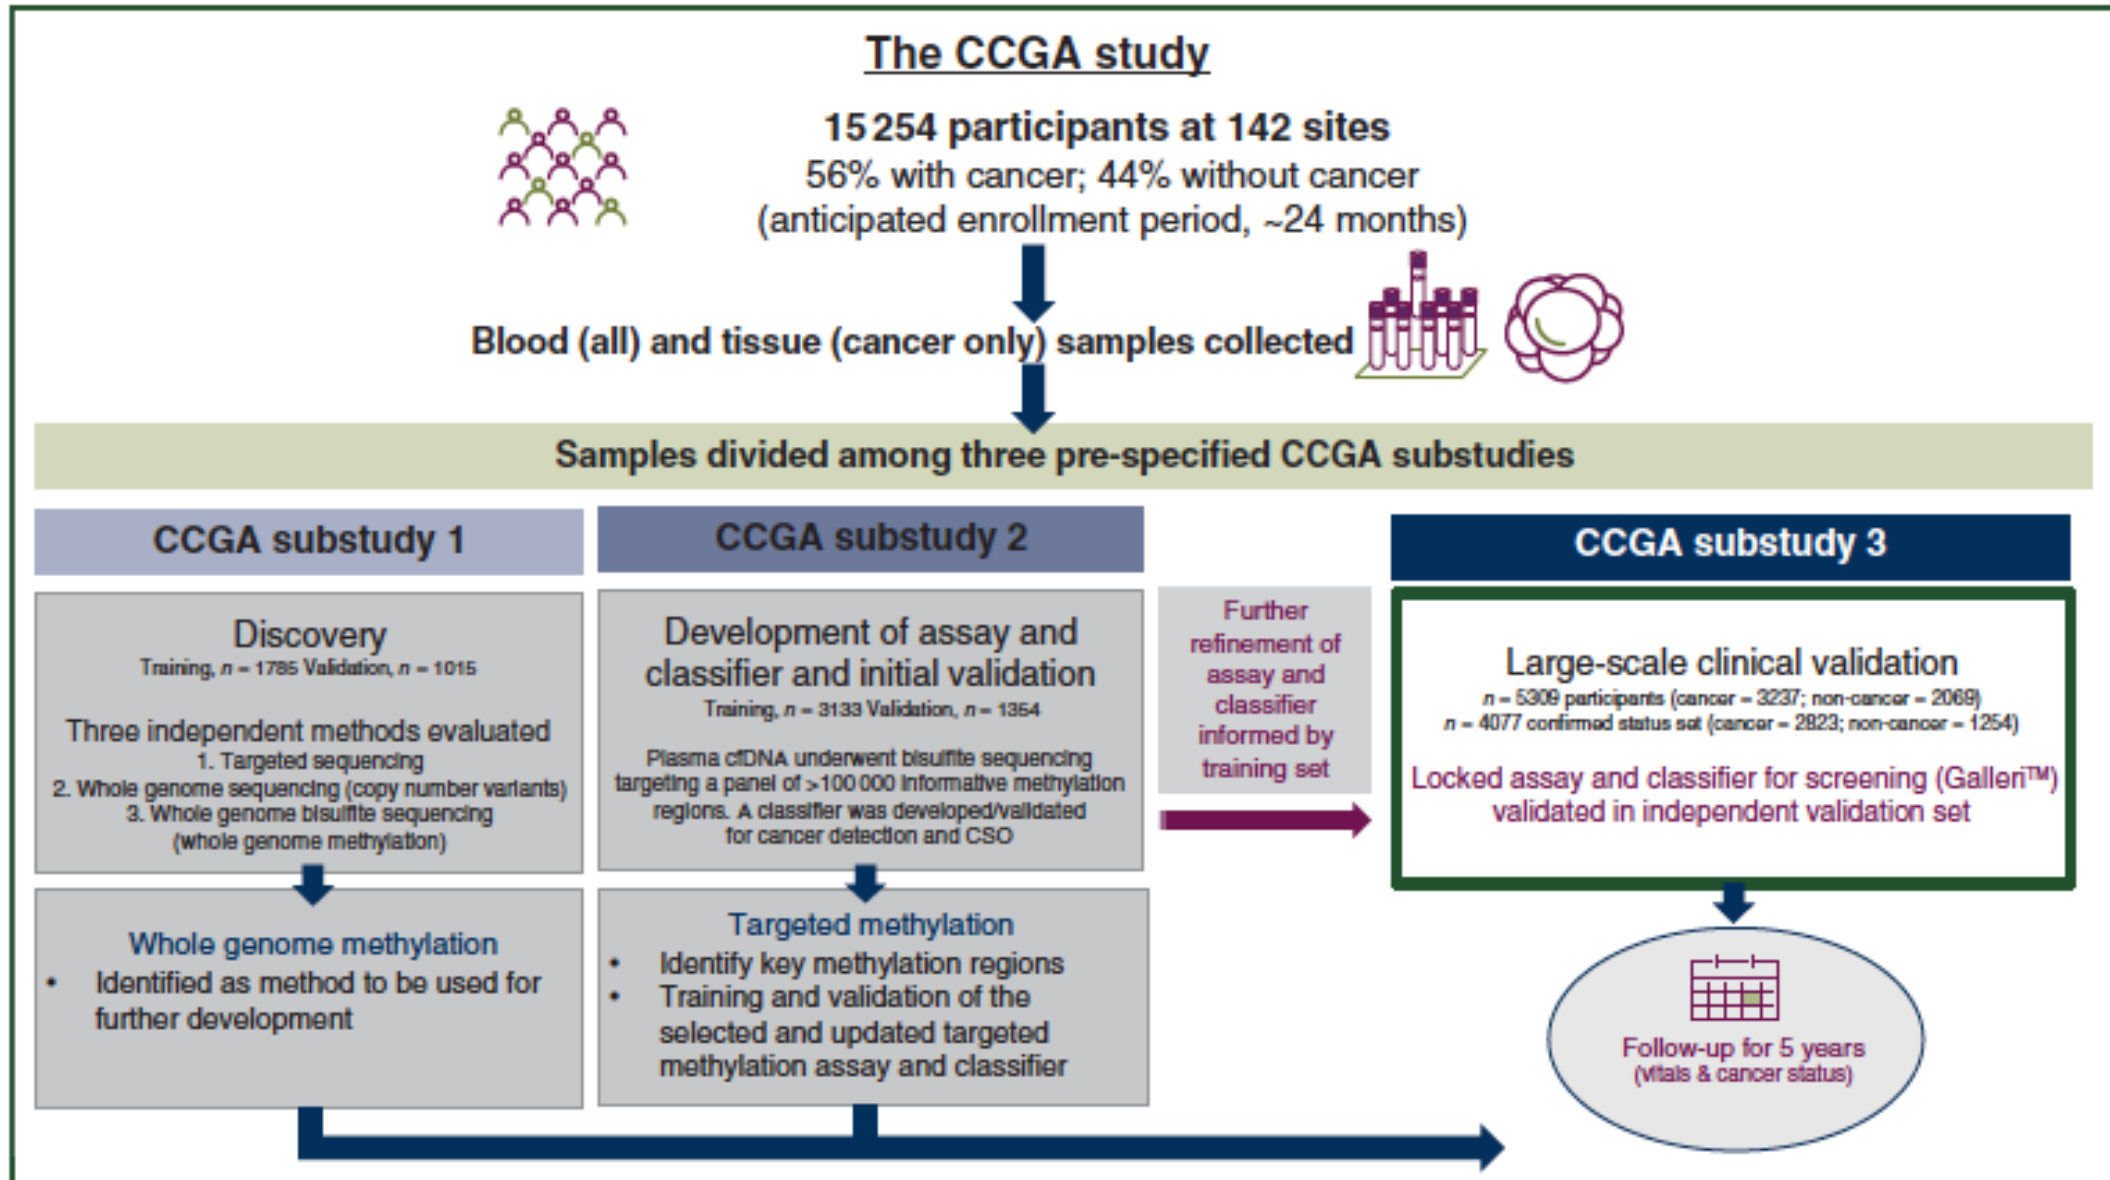 The CCGA study
15 254 participants at 142 sites
56% with cancer; 44% without cancer
(anticipated enrollment period, ~24 months)
Blood (all) and tissue (cancer only) samples collected
Samples divided among three pre-specified CCGA substudies
CCGA substudy 1
Discovery
Training, n = 1785 Validation, n = 1015
Three independent methods evaluated
1. Targeted sequencing
2. Whole genome sequencing (copy number variants)
3. Whole genome bisulfite sequencing
(whole genome methylation)
Whole genome methylation
• Identified as method to be used for
further development
CCGA substudy 2
Development of assay and
classifier and initial validation
Training, n = 3133 Validation, n = 1354
Plasma cfDNA underwent bisulfite sequencing
targeting a panel of >100 000 informative methylation
regions. A classifier was developed/validated
for cancer detection and CSO
Targeted methylation
• Identify key methylation regions
• Training and validation of the
selected and updated targeted
methylation assay and classifier
Further
refinement of
assay and
classifier
informed by
training set
CCGA substudy 3
Large-scale clinical validation
n = 5309 participants (cancer = 3237; non-cancer = 2069)
n = 4077 confirmed status set (cancer = 2823; non-cancer = 1254)
Locked assay and classifier for screening (Galleri™)
validated in independent validation set
Follow-up for 5 years
(vitals & cancer status)